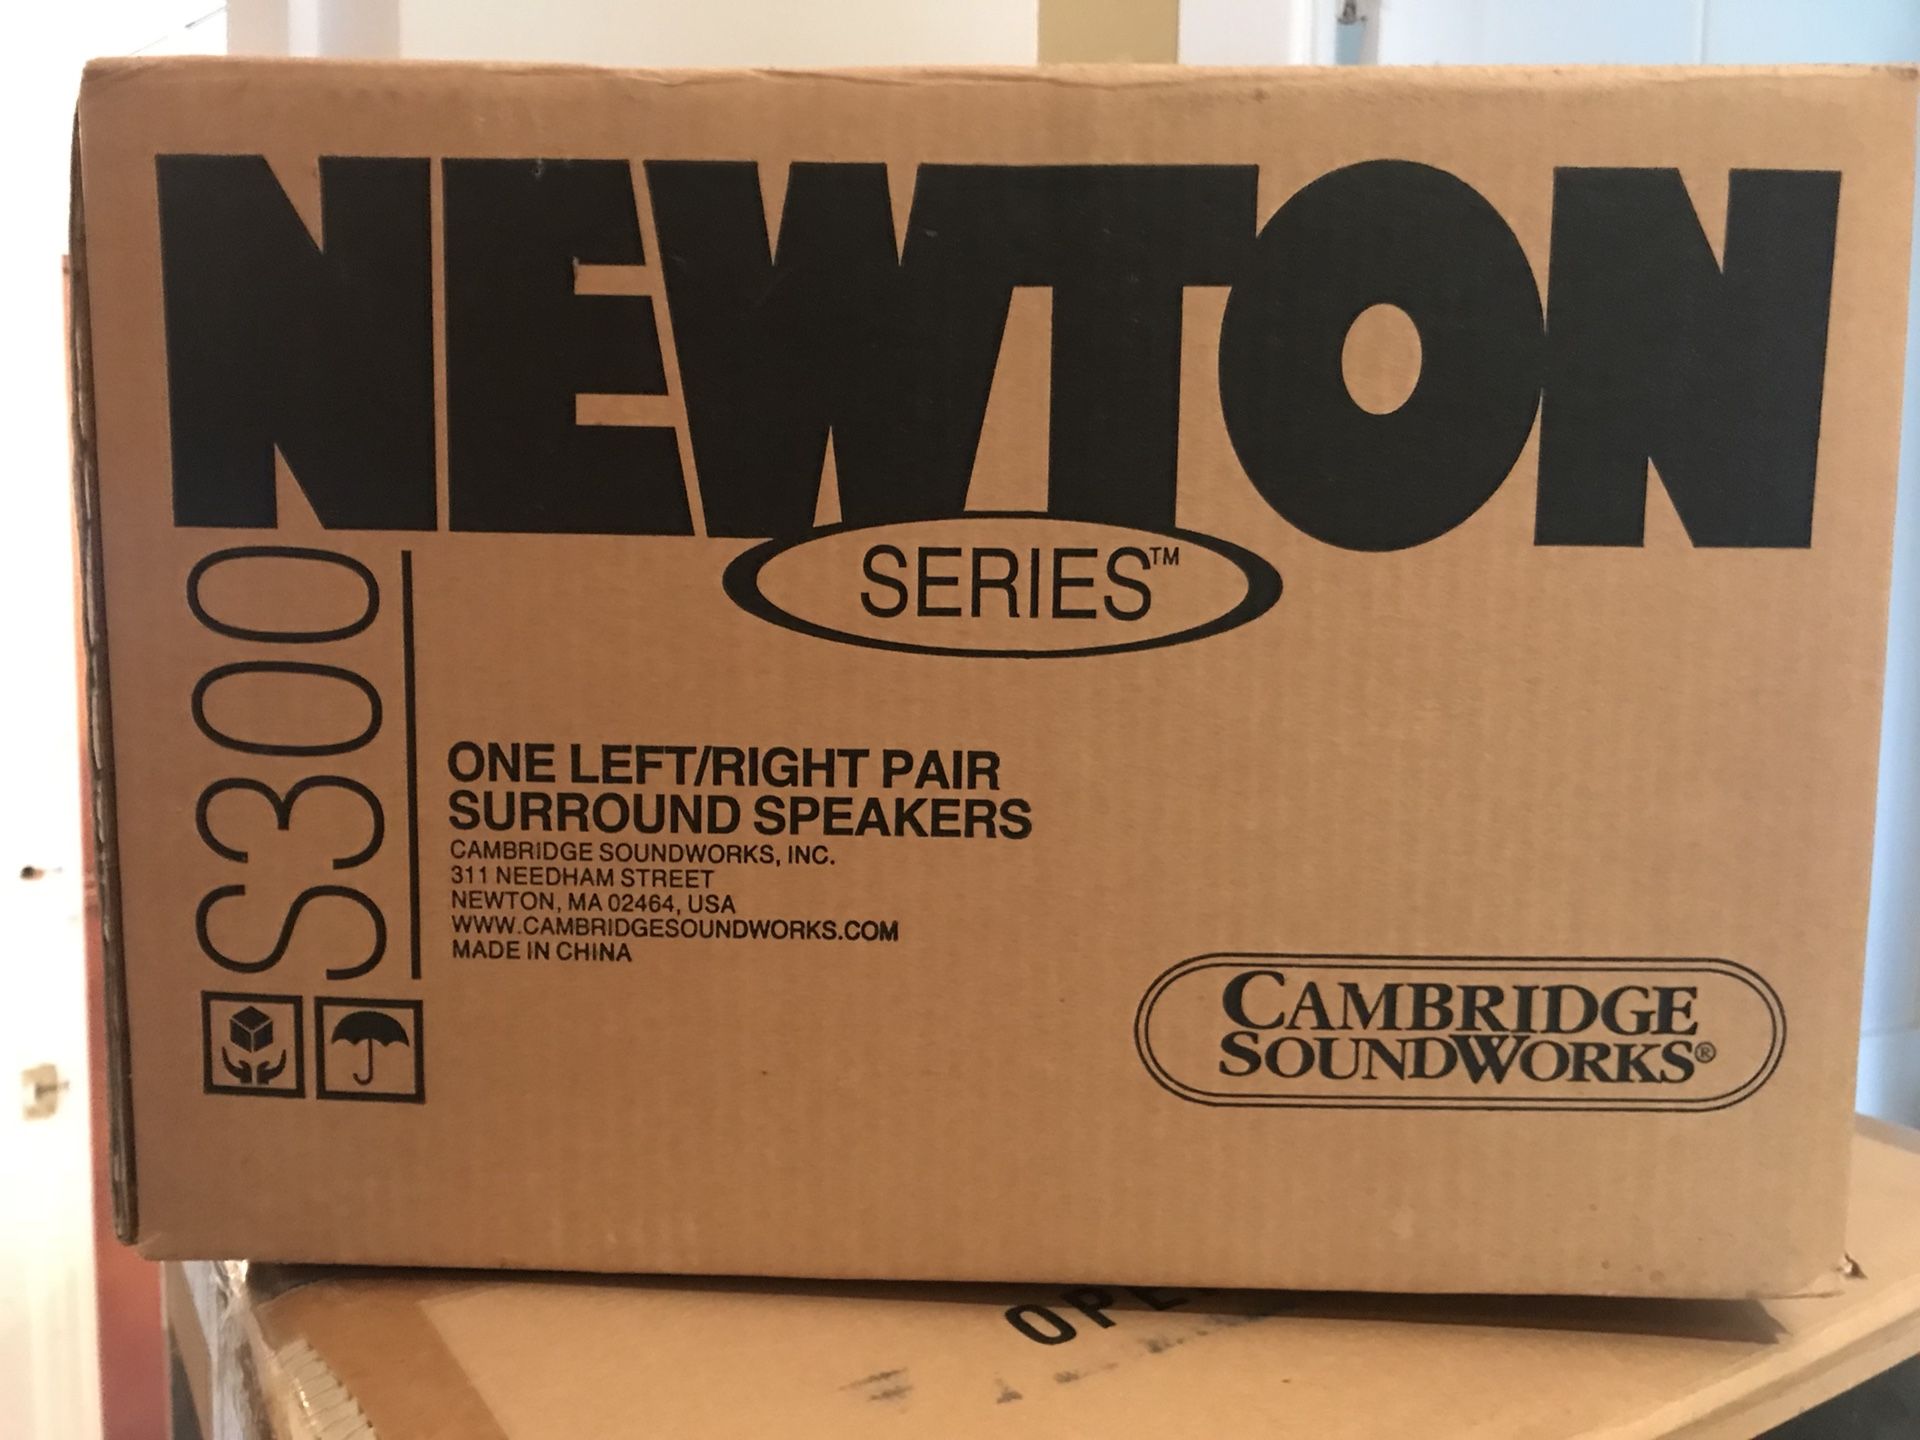 NEWTON
SERIES™
S300
ONE LEFT/RIGHT PAIR
SURROUND SPEAKERS
CAMBRIDGE SOUNDWORKS, INC.
311 NEEDHAM STREET
NEWTON, MA 02464, USA
WWW.CAMBRIDGESOUNDWORKS.COM
MADE IN CHINA
CAMBRIDGE
SOUNDWORKS®